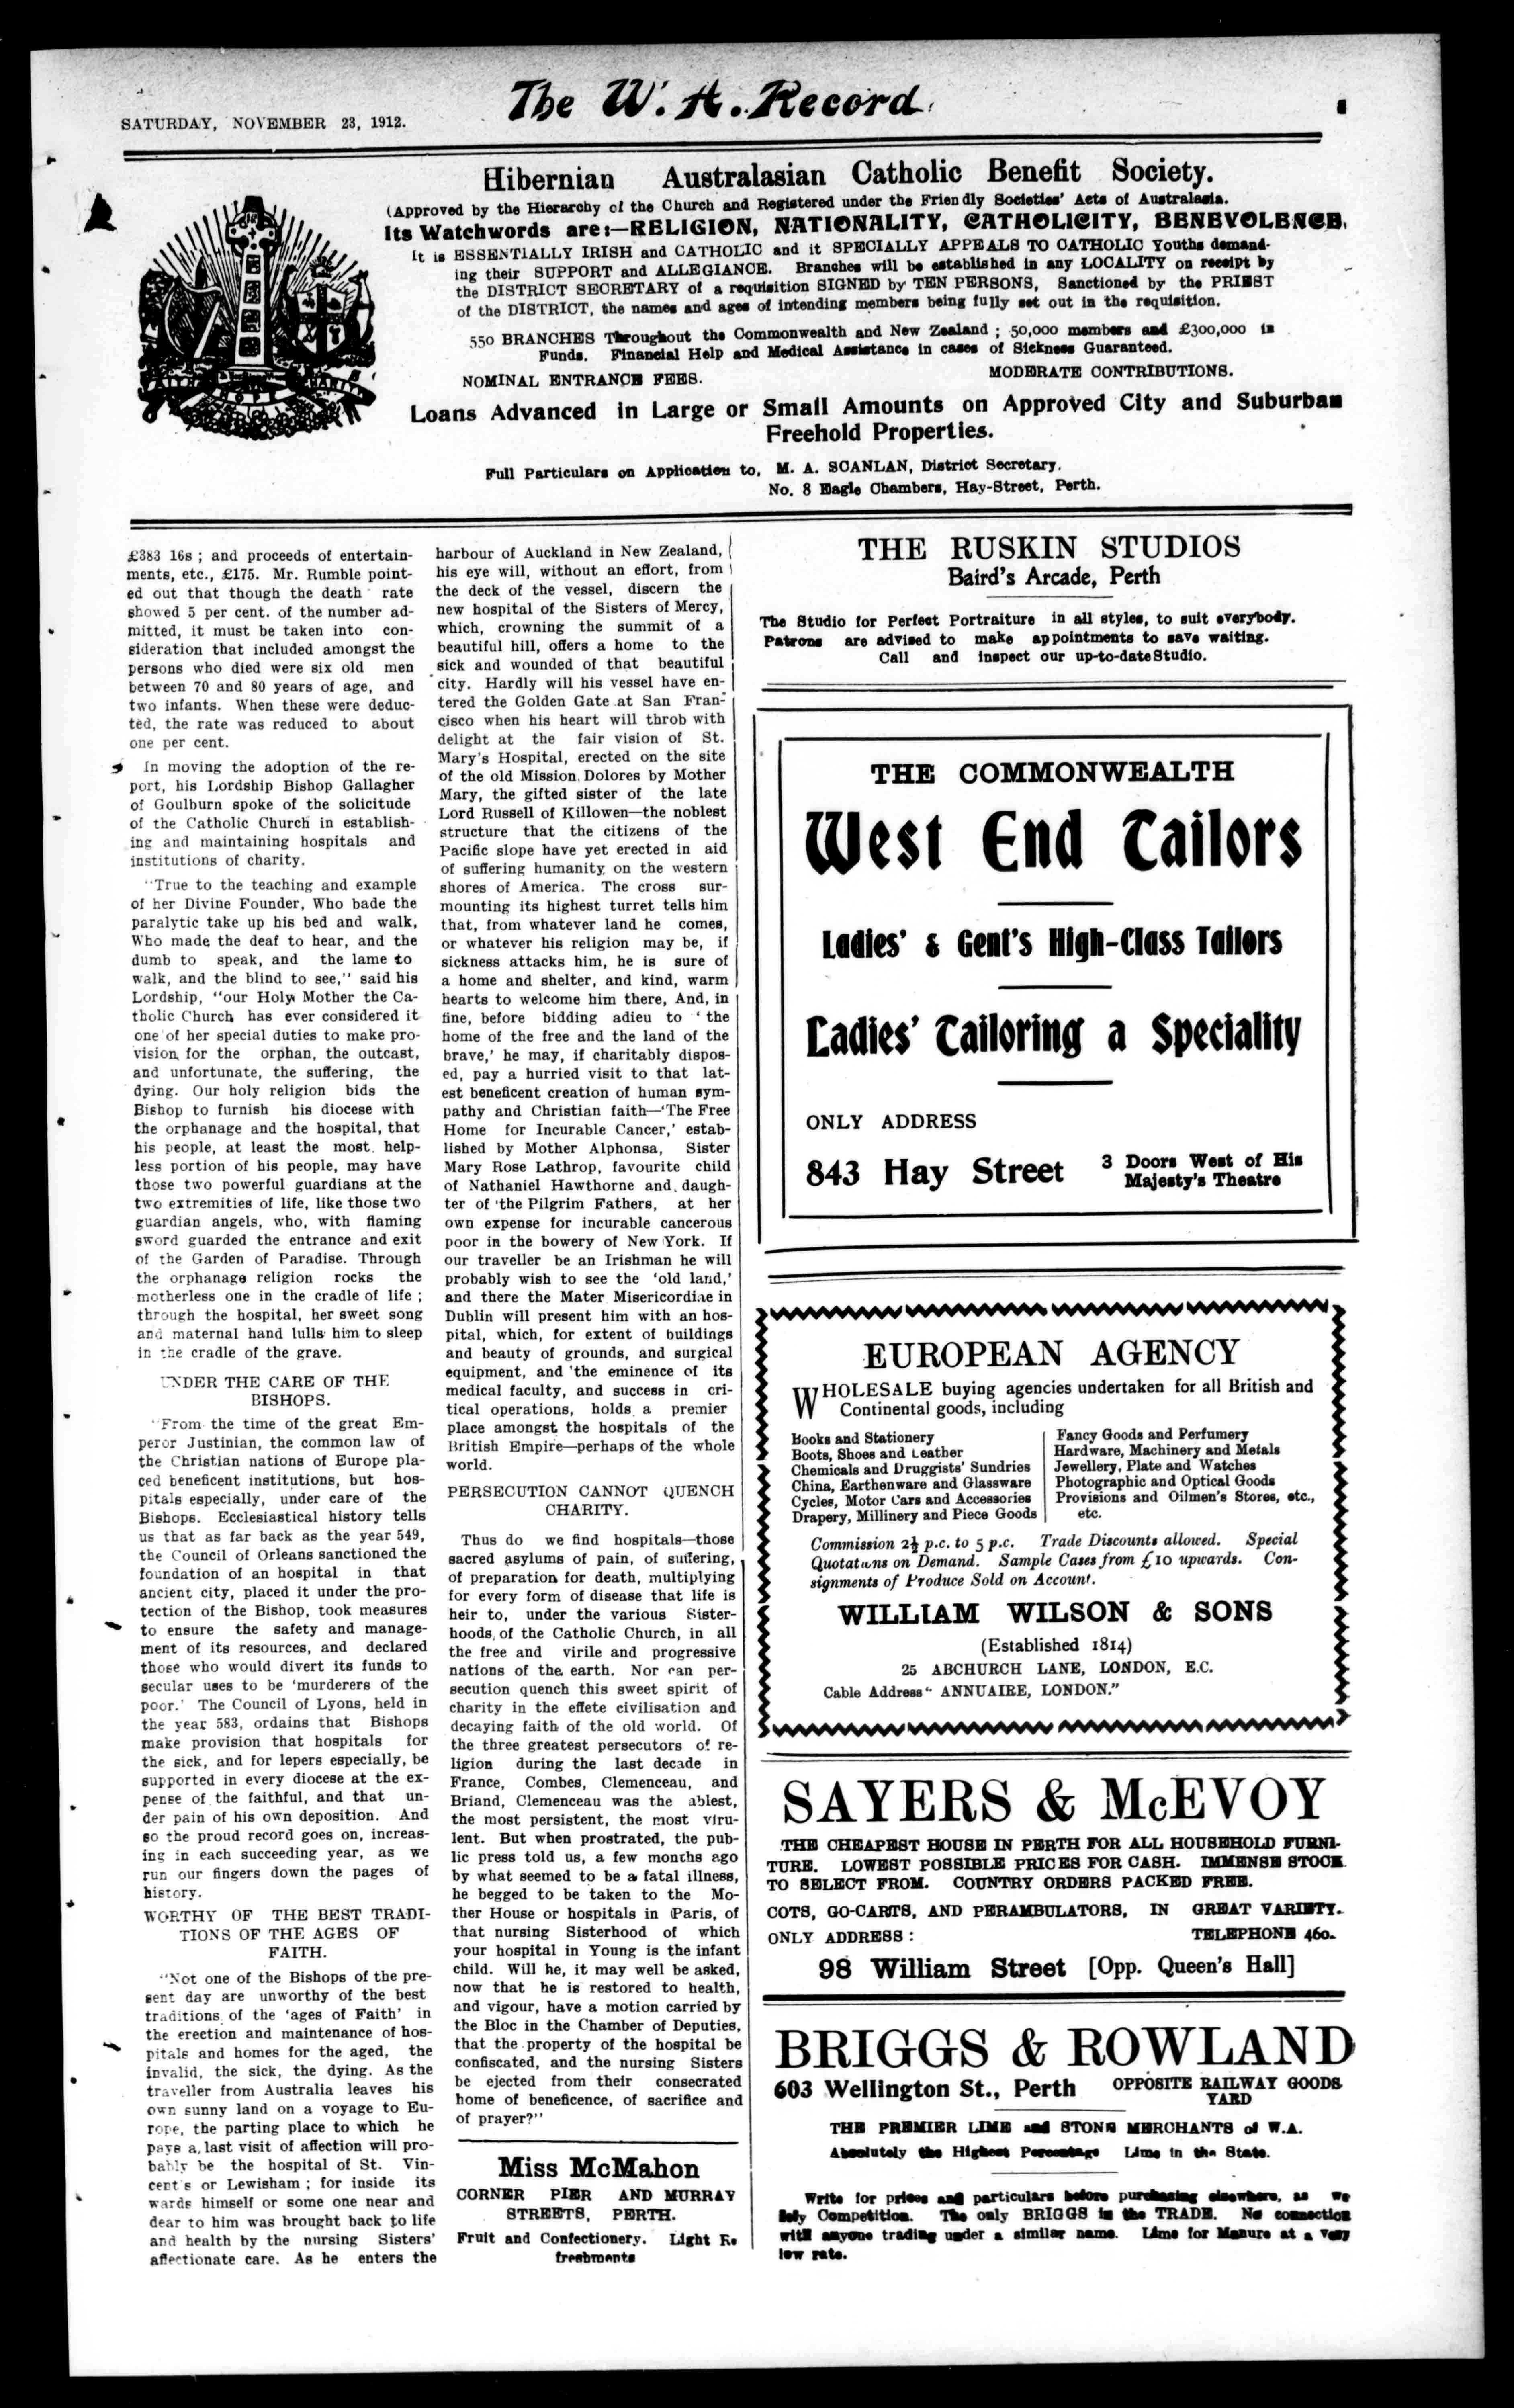 SATURDAY, NOVEMBER 23, 1912.
The W. A. Record
Hibernian Australasian Catholic Benefit Society.
(Approved by the Hierarchy of the Church and Registered under the Friendly Societies' Acts of Australasia.
Its Watchwords are:—RELIGION, NATIONALITY, CATHOLICITY, BENEVOLENCE.
It is ESSENTIALLY IRISH and CATHOLIC and it SPECIALLY APPEALS TO CATHOLIC Youths demand-
ing their SUPPORT and ALLEGIANCE. Branches will be established in any LOCALITY on receipt by
the DISTRICT SECRETARY of a requisition SIGNED by TEN PERSONS, Sanctioned by the PRIEST
of the DISTRICT, the names and ages of intending members being fully set out in the requisition.
550 BRANCHES Throughout the Commonwealth and New Zealand ; 50,000 members and £300,000 in
Funds. Financial Help and Medical Assistance in cases of Sickness Guaranteed.
NOMINAL ENTRANCE FEES. MODERATE CONTRIBUTIONS.
Loans Advanced in Large or Small Amounts on Approved City and Suburban
Freehold Properties.
Full Particulars on Application to, M. A. SCANLAN, District Secretary.
No. 8 Eagle Chambers, Hay-Street, Perth.
£383 16s ; and proceeds of entertain-
ments, etc., £175. Mr. Rumble point-
ed out that though the death rate
showed 5 per cent. of the number ad-
mitted, it must be taken into con-
sideration that included amongst the
persons who died were six old men
between 70 and 80 years of age, and
two infants. When these were deduc-
ted, the rate was reduced to about
one per cent.
In moving the adoption of the re-
port, his Lordship Bishop Gallagher
of Goulburn spoke of the solicitude
of the Catholic Church in establish-
ing and maintaining hospitals and
institutions of charity.
"True to the teaching and example
of her Divine Founder, Who bade the
paralytic take up his bed and walk,
Who made the deaf to hear, and the
dumb to speak, and the lame to
walk, and the blind to see," said his
Lordship, "our Holy Mother the Ca-
tholic Church has ever considered it
one of her special duties to make pro-
vision for the orphan, the outcast,
and unfortunate, the suffering, the
dying. Our holy religion bids the
Bishop to furnish his diocese with
the orphanage and the hospital, that
his people, at least the most help-
less portion of his people, may have
those two powerful guardians at the
two extremities of life, like those two
guardian angels, who, with flaming
sword guarded the entrance and exit
of the Garden of Paradise. Through
the orphanage religion rocks the
motherless one in the cradle of life ;
through the hospital, her sweet song
and maternal hand lulls him to sleep
in the cradle of the grave.
UNDER THE CARE OF THE
BISHOPS.
"From the time of the great Em-
peror Justinian, the common law of
the Christian nations of Europe pla-
ced beneficent institutions, but hos-
pitals especially, under care of the
Bishops. Ecclesiastical history tells
us that as far back as the year 549,
the Council of Orleans sanctioned the
foundation of an hospital in that
ancient city, placed it under the pro-
tection of the Bishop, took measures
to ensure the safety and manage-
ment of its resources, and declared
those who would divert its funds to
secular uses to be 'murderers of the
poor.' The Council of Lyons, held in
the year 583, ordains that Bishops
make provision that hospitals for
the sick, and for lepers especially, be
supported in every diocese at the ex-
pense of the faithful, and that un-
der pain of his own deposition. And
so the proud record goes on, increas-
ing in each succeeding year, as we
run our fingers down the pages of
history.
WORTHY OF THE BEST TRADI-
TIONS OF THE AGES OF
FAITH.
"Not one of the Bishops of the pre-
sent day are unworthy of the best
traditions of the 'ages of Faith' in
the erection and maintenance of hos-
pitals and homes for the aged, the
invalid, the sick, the dying. As the
traveller from Australia leaves his
own sunny land on a voyage to Eu-
rope, the parting place to which he
pays a last visit of affection will pro-
bably be the hospital of St. Vin-
cent's or Lewisham ; for inside its
wards himself or some one near and
dear to him was brought back to life
and health by the nursing Sisters'
affectionate care. As he enters the
harbour of Auckland in New Zealand,
his eye will, without an effort, from
the deck of the vessel, discern the
new hospital of the Sisters of Mercy,
which, crowning the summit of a
beautiful hill, offers a home to the
sick and wounded of that beautiful
city. Hardly will his vessel have en-
tered the Golden Gate at San Fran-
cisco when his heart will throb with
delight at the fair vision of St.
Mary's Hospital, erected on the site
of the old Mission Dolores by Mother
Mary, the gifted sister of the late
Lord Russell of Killowen—the noblest
structure that the citizens of the
Pacific slope have yet erected in aid
of suffering humanity on the western
shores of America. The cross sur-
mounting its highest turret tells him
that, from whatever land he comes,
or whatever his religion may be, if
sickness attacks him, he is sure of
a home and shelter, and kind, warm
hearts to welcome him there, And, in
fine, before bidding adieu to 'the
home of the free and the land of the
brave,' he may, if charitably dispos-
ed, pay a hurried visit to that lat-
est beneficent creation of human sym-
pathy and Christian faith—'The Free
Home for Incurable Cancer,' estab-
lished by Mother Alphonsa, Sister
Mary Rose Lathrop, favourite child
of Nathaniel Hawthorne and daugh-
ter of 'the Pilgrim Fathers, at her
own expense for incurable cancerous
poor in the bowery of New York. If
our traveller be an Irishman he will
probably wish to see the 'old land,'
and there the Mater Misericordiae in
Dublin will present him with an hos-
pital, which, for extent of buildings
and beauty of grounds, and surgical
equipment, and 'the eminence of its
medical faculty, and success in cri-
tical operations, holds a premier
place amongst the hospitals of the
British Empire—perhaps of the whole
world.
PERSECUTION CANNOT QUENCH
CHARITY.
Thus do we find hospitals—those
sacred asylums of pain, of suffering,
of preparation for death, multiplying
for every form of disease that life is
heir to, under the various Sister-
hoods of the Catholic Church, in all
the free and virile and progressive
nations of the earth. Nor can per-
secution quench this sweet spirit of
charity in the effete civilisation and
decaying faith of the old world. Of
the three greatest persecutors of re-
ligion during the last decade in
France, Combes, Clemenceau, and
Briand, Clemenceau was the ablest,
the most persistent, the most viru-
lent. But when prostrated, the pub-
lic press told us, a few months ago
by what seemed to be a fatal illness,
he begged to be taken to the Mo-
ther House or hospitals in Paris, of
that nursing Sisterhood of which
your hospital in Young is the infant
child. Will he, it may well be asked,
now that he is restored to health,
and vigour, have a motion carried by
the Bloc in the Chamber of Deputies,
that the property of the hospital be
confiscated, and the nursing Sisters
be ejected from their consecrated
home of beneficence, of sacrifice and
of prayer?"
Miss McMahon
CORNER PIER AND MURRAY
STREETS, PERTH.
Fruit and Confectionery. Light Re
freshments
THE RUSKIN STUDIOS
Baird's Arcade, Perth
The Studio for Perfect Portraiture in all styles, to suit everybody.
Patrons are advised to make appointments to save waiting.
Call and inspect our up-to-date Studio.
THE COMMONWEALTH
West End Tailors
Ladies' & Gent's High-Class Tailors
Ladies' Tailoring a Speciality
ONLY ADDRESS
843 Hay Street 3 Doors West of His
Majesty's Theatre
EUROPEAN AGENCY
WHOLESALE buying agencies undertaken for all British and
Continental goods, including
Books and Stationery
Boots, Shoes and Leather
Chemicals and Druggists' Sundries
China, Earthenware and Glassware
Cycles, Motor Cars and Accessories
Drapery, Millinery and Piece Goods
Fancy Goods and Perfumery
Hardware, Machinery and Metals
Jewellery, Plate and Watches
Photographic and Optical Goods
Provisions and Oilmen's Stores, etc.,
etc.
Commission 2½ p.c. to 5 p.c. Trade Discounts allowed. Special
Quotations on Demand. Sample Cases from £10 upwards. Con-
signments of Produce Sold on Account.
WILLIAM WILSON & SONS
(Established 1814)
25 ABCHURCH LANE, LONDON, E.C.
Cable Address "ANNUAIRE, LONDON."
SAYERS & McEVOY
THE CHEAPEST HOUSE IN PERTH FOR ALL HOUSEHOLD FURNI-
TURE. LOWEST POSSIBLE PRICES FOR CASH. IMMENSE STOCK
TO SELECT FROM. COUNTRY ORDERS PACKED FREE.
COTS, GO-CARTS, AND PERAMBULATORS, IN GREAT VARIETY.
ONLY ADDRESS : TELEPHONE 460.
98 William Street [Opp. Queen's Hall]
BRIGGS & ROWLAND
603 Wellington St., Perth OPPOSITE RAILWAY GOODS
YARD
THE PREMIER LIME and STONE MERCHANTS of W.A.
Absolutely the Highest Percentage Lime in the State.
Write for prices and particulars before purchasing elsewhere, as we
defy Competition. The only BRIGGS in the TRADE. No connection
with anyone trading under a similar name. Lime for Manure at a very
low rate.